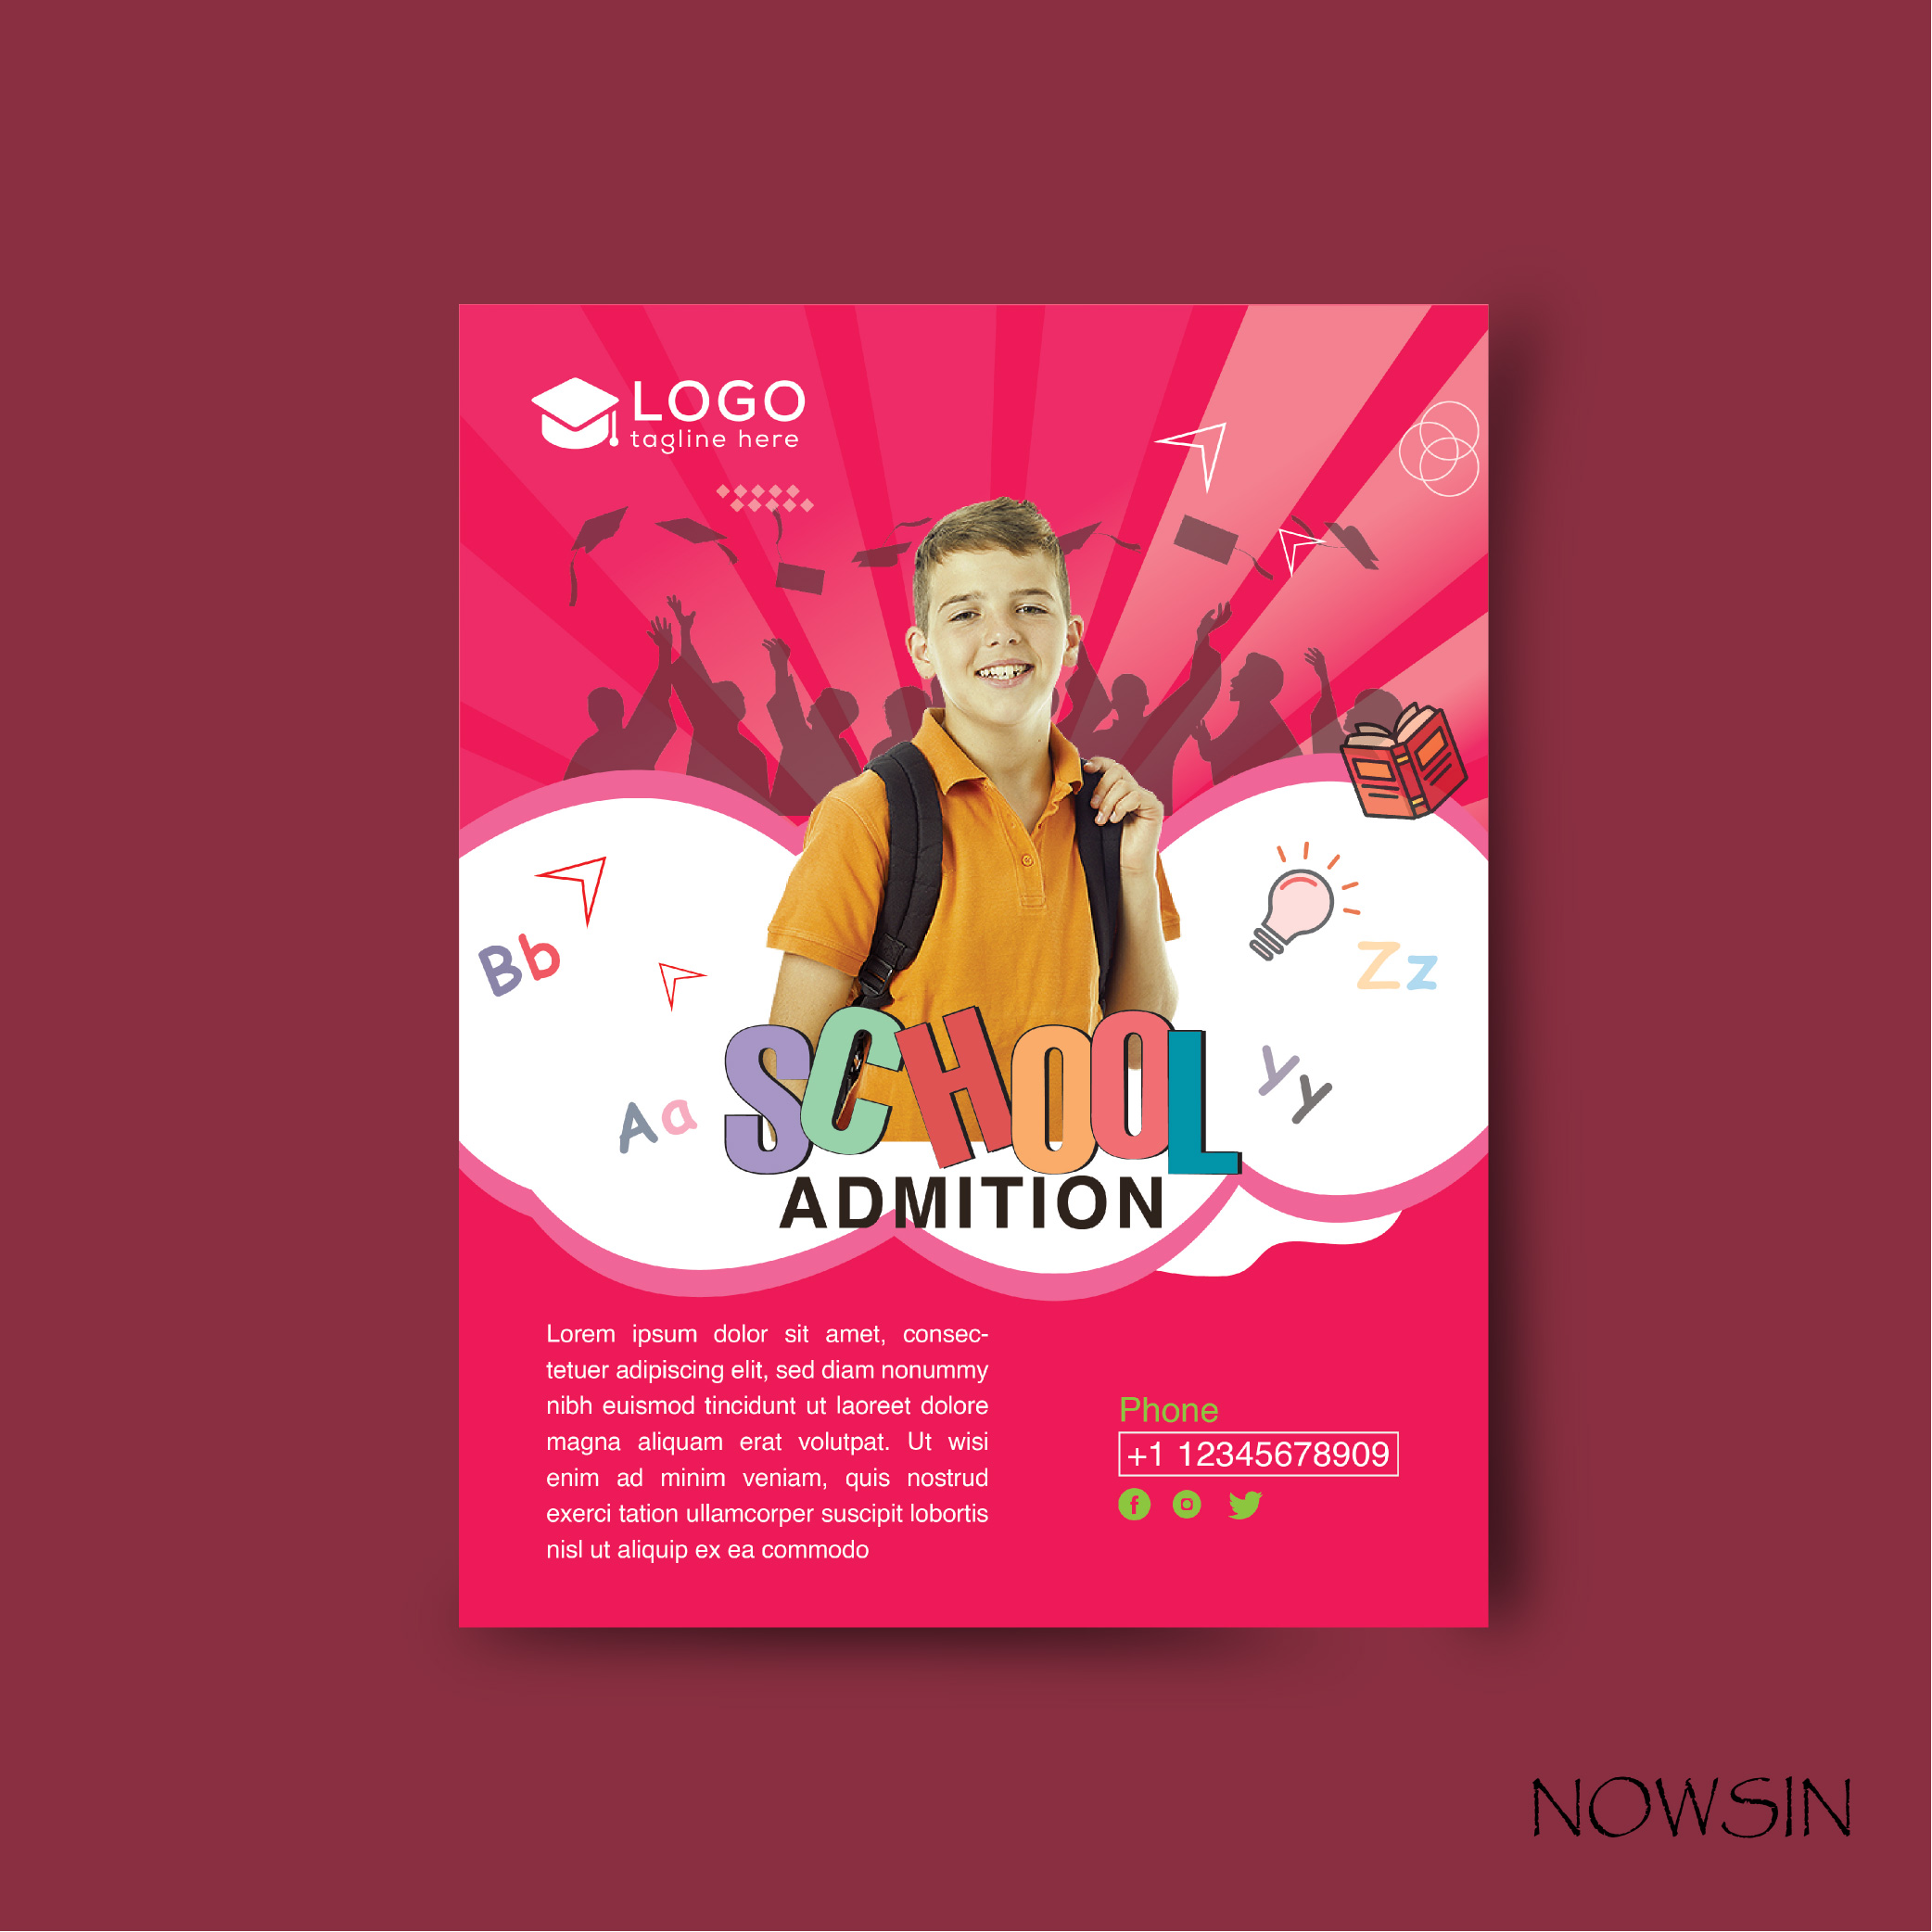 LOGO
tagline here
Bb
Zz
Aa
Yy
SCHOOL
ADMITION
Lorem ipsum dolor sit amet, consec-
tetuer adipiscing elit, sed diam nonummy
nibh euismod tincidunt ut laoreet dolore
magna aliquam erat volutpat. Ut wisi
enim ad minim veniam, quis nostrud
exerci tation ullamcorper suscipit lobortis
nisl ut aliquip ex ea commodo
Phone
+1 12345678909
NOWSIN